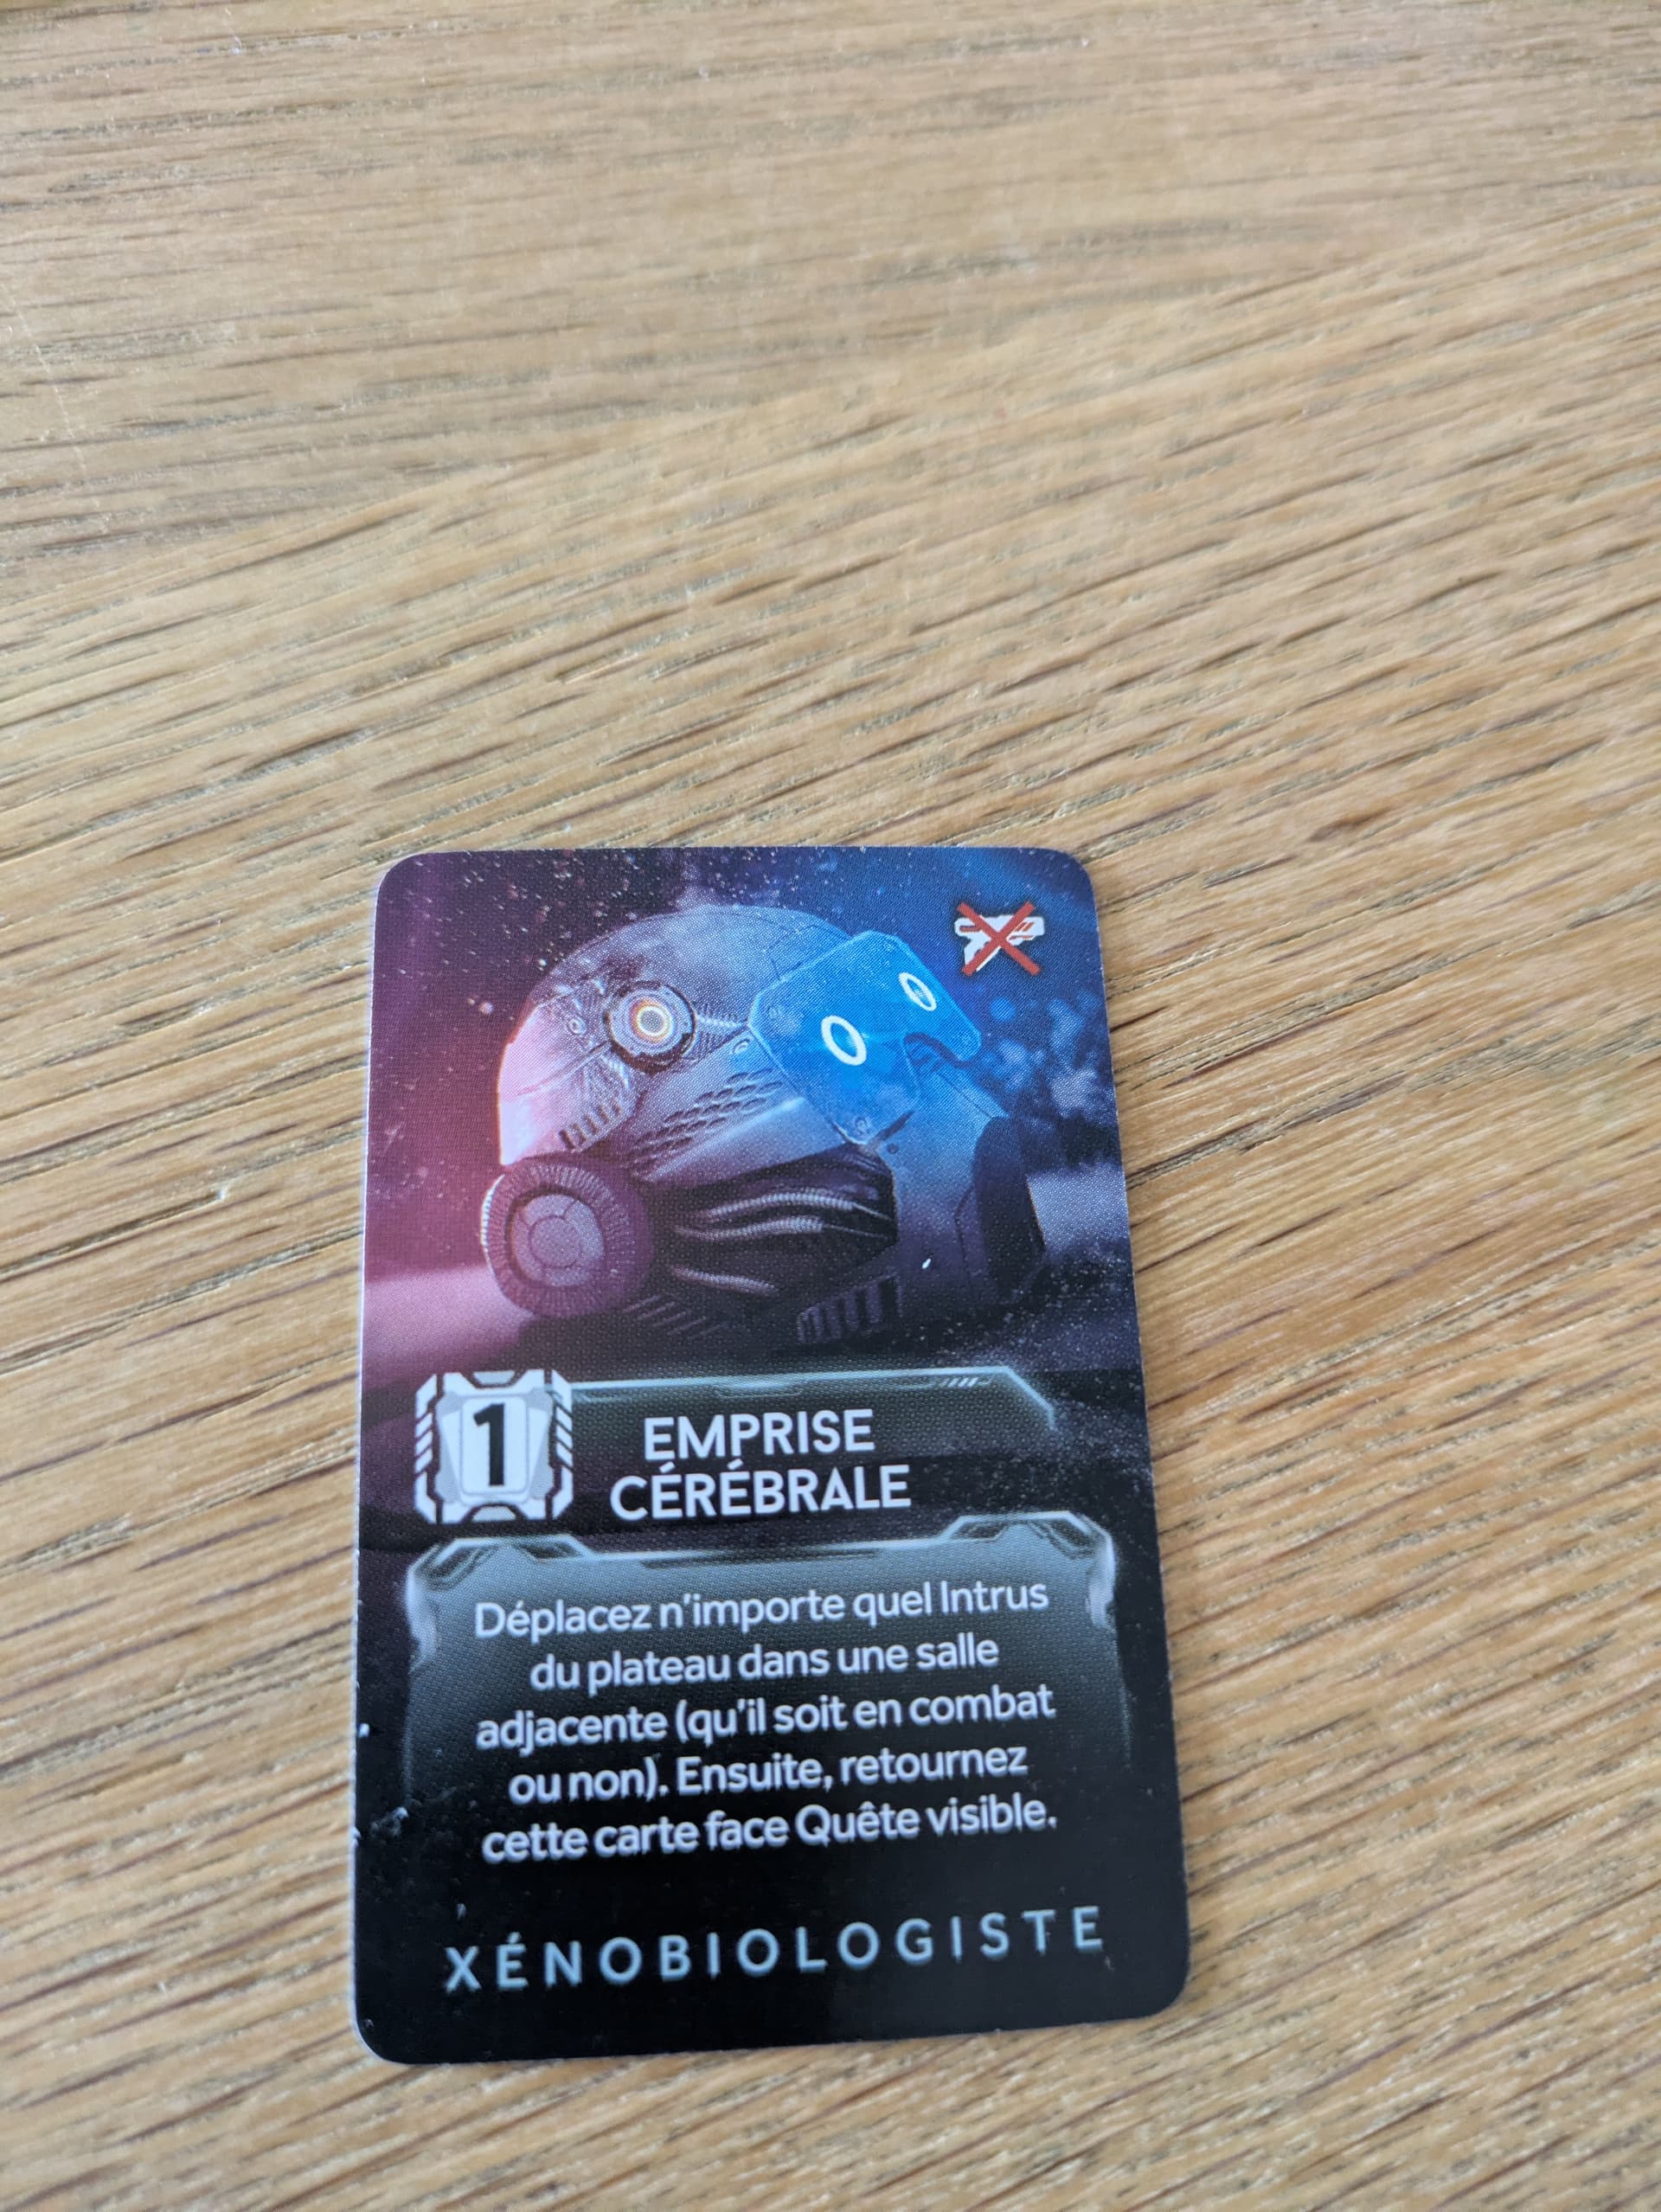 1
EMPRISE
CÉRÉBRALE
Déplacez n'importe quel Intrus
du plateau dans une salle
adjacente (qu'il soit en combat
ou non). Ensuite, retournez
cette carte face Quête visible.
XÉNOBIOLOGISTE